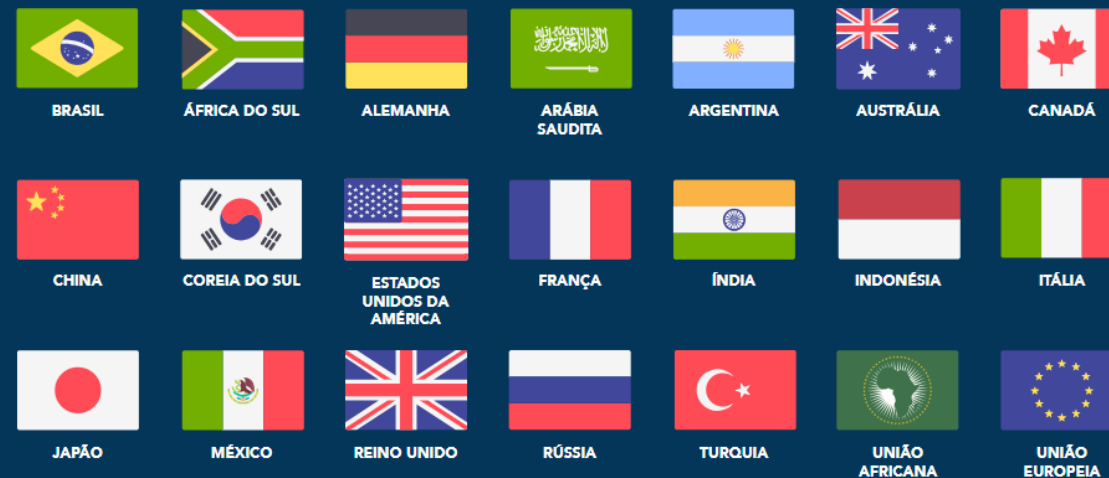 BRASIL
ÁFRICA DO SUL
ALEMANHA
ARÁBIA
SAUDITA
ARGENTINA
AUSTRÁLIA
CANADÁ
CHINA
COREIA DO SUL
ESTADOS
UNIDOS DA
AMÉRICA
FRANÇA
ÍNDIA
INDONÉSIA
ITÁLIA
JAPÃO
MÉXICO
REINO UNIDO
RÚSSIA
TURQUIA
UNIÃO
AFRICANA
UNIÃO
EUROPEIA